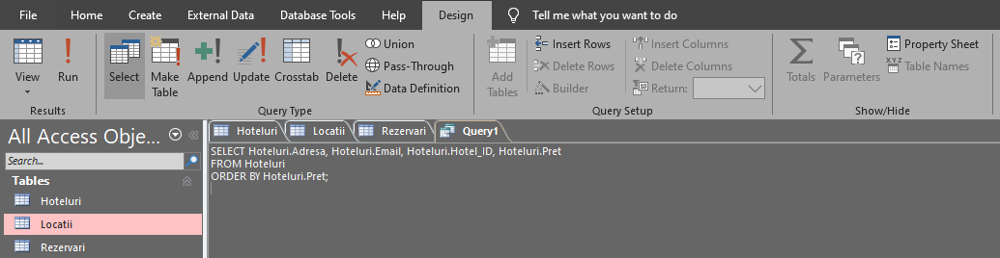 File Home Create External Data Database Tools Help Design Tell me what you want to do
View
Run
Results
Select
Make Table
Append
Update
Crosstab
Delete
Union
Pass-Through
Data Definition
Query Type
Add Tables
Insert Rows
Delete Rows
Builder
Insert Columns
Delete Columns
Return:
Query Setup
Totals
Parameters
Property Sheet
XYZ Table Names
Show/Hide
All Access Obje...
Search...
Tables
Hoteluri
Locatii
Rezervari
Hoteluri Locatii Rezervari Query1
SELECT Hoteluri.Adresa, Hoteluri.Email, Hoteluri.Hotel_ID, Hoteluri.Pret
FROM Hoteluri
ORDER BY Hoteluri.Pret;